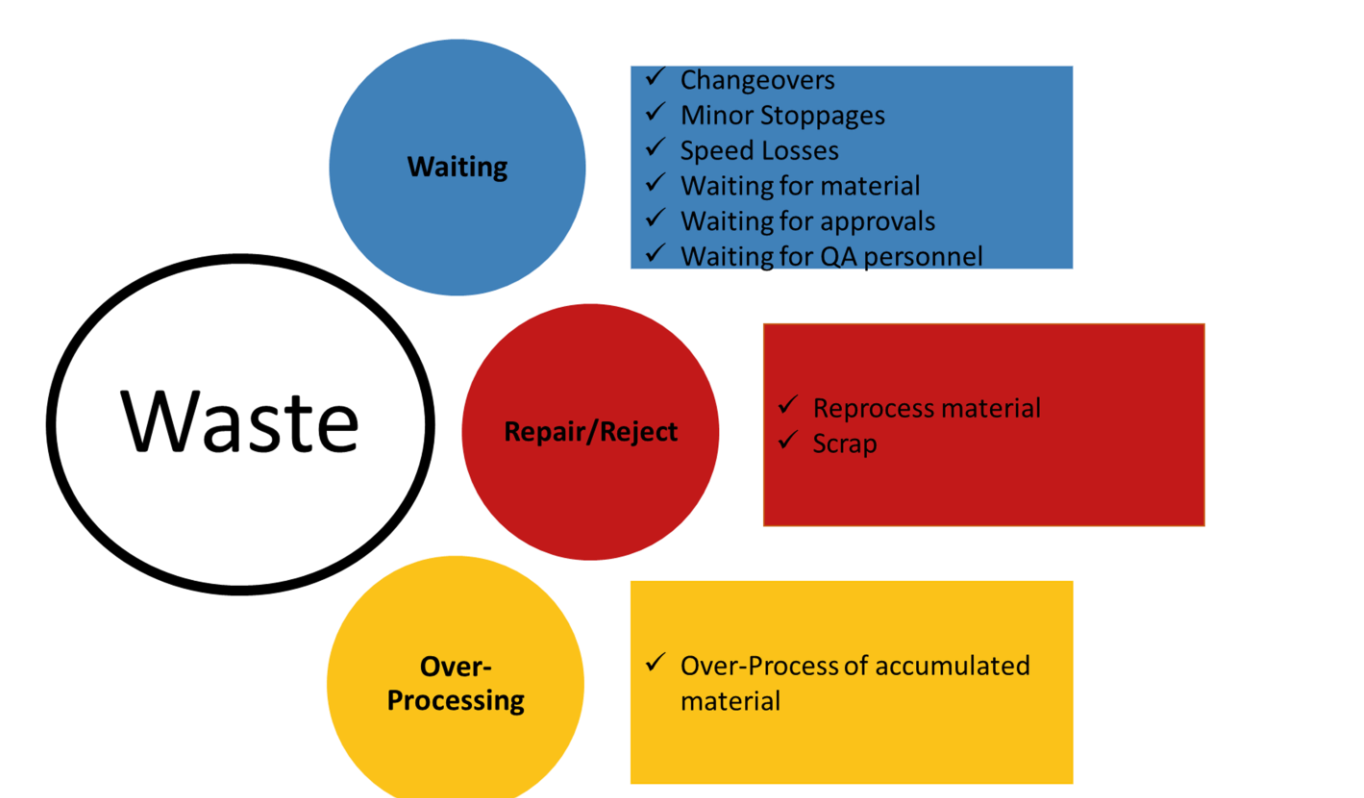 Waste
Waiting
✓ Changeovers
✓ Minor Stoppages
✓ Speed Losses
✓ Waiting for material
✓ Waiting for approvals
✓ Waiting for QA personnel
Repair/Reject
✓ Reprocess material
✓ Scrap
Over-
Processing
✓ Over-Process of accumulated
material